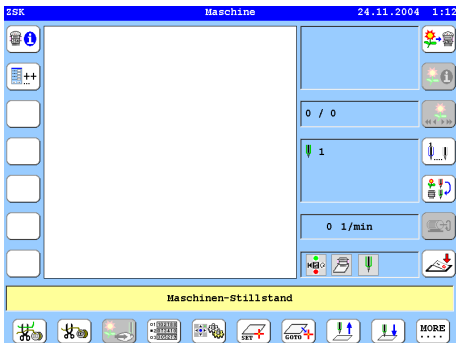 ZSK Maschine 24.11.2004 1:12
++
0 / 0
1
0 1/min
Maschinen-Stillstand
SET GOTO MORE